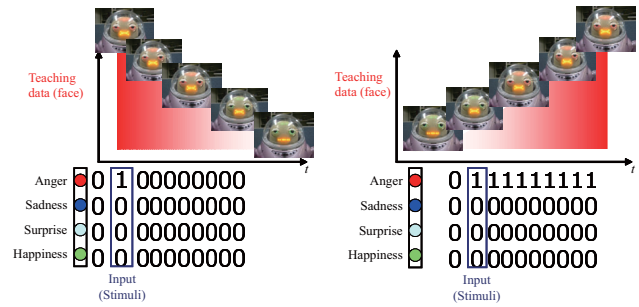 Teaching
data (face)
t
Anger 0 1 00000000
Sadness 0 0 00000000
Surprise 0 0 00000000
Happiness 0 0 00000000
Input
(Stimuli)
Teaching
data (face)
t
Anger 0 1 11111111
Sadness 0 0 00000000
Surprise 0 0 00000000
Happiness 0 0 00000000
Input
(Stimuli)